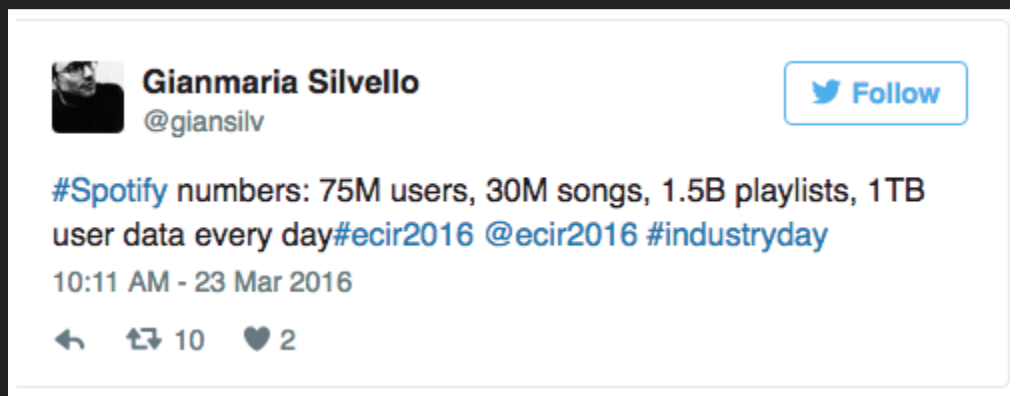 Gianmaria Silvello
@giansilv
Follow
#Spotify numbers: 75M users, 30M songs, 1.5B playlists, 1TB
user data every day#ecir2016 @ecir2016 #industryday
10:11 AM - 23 Mar 2016
10 2